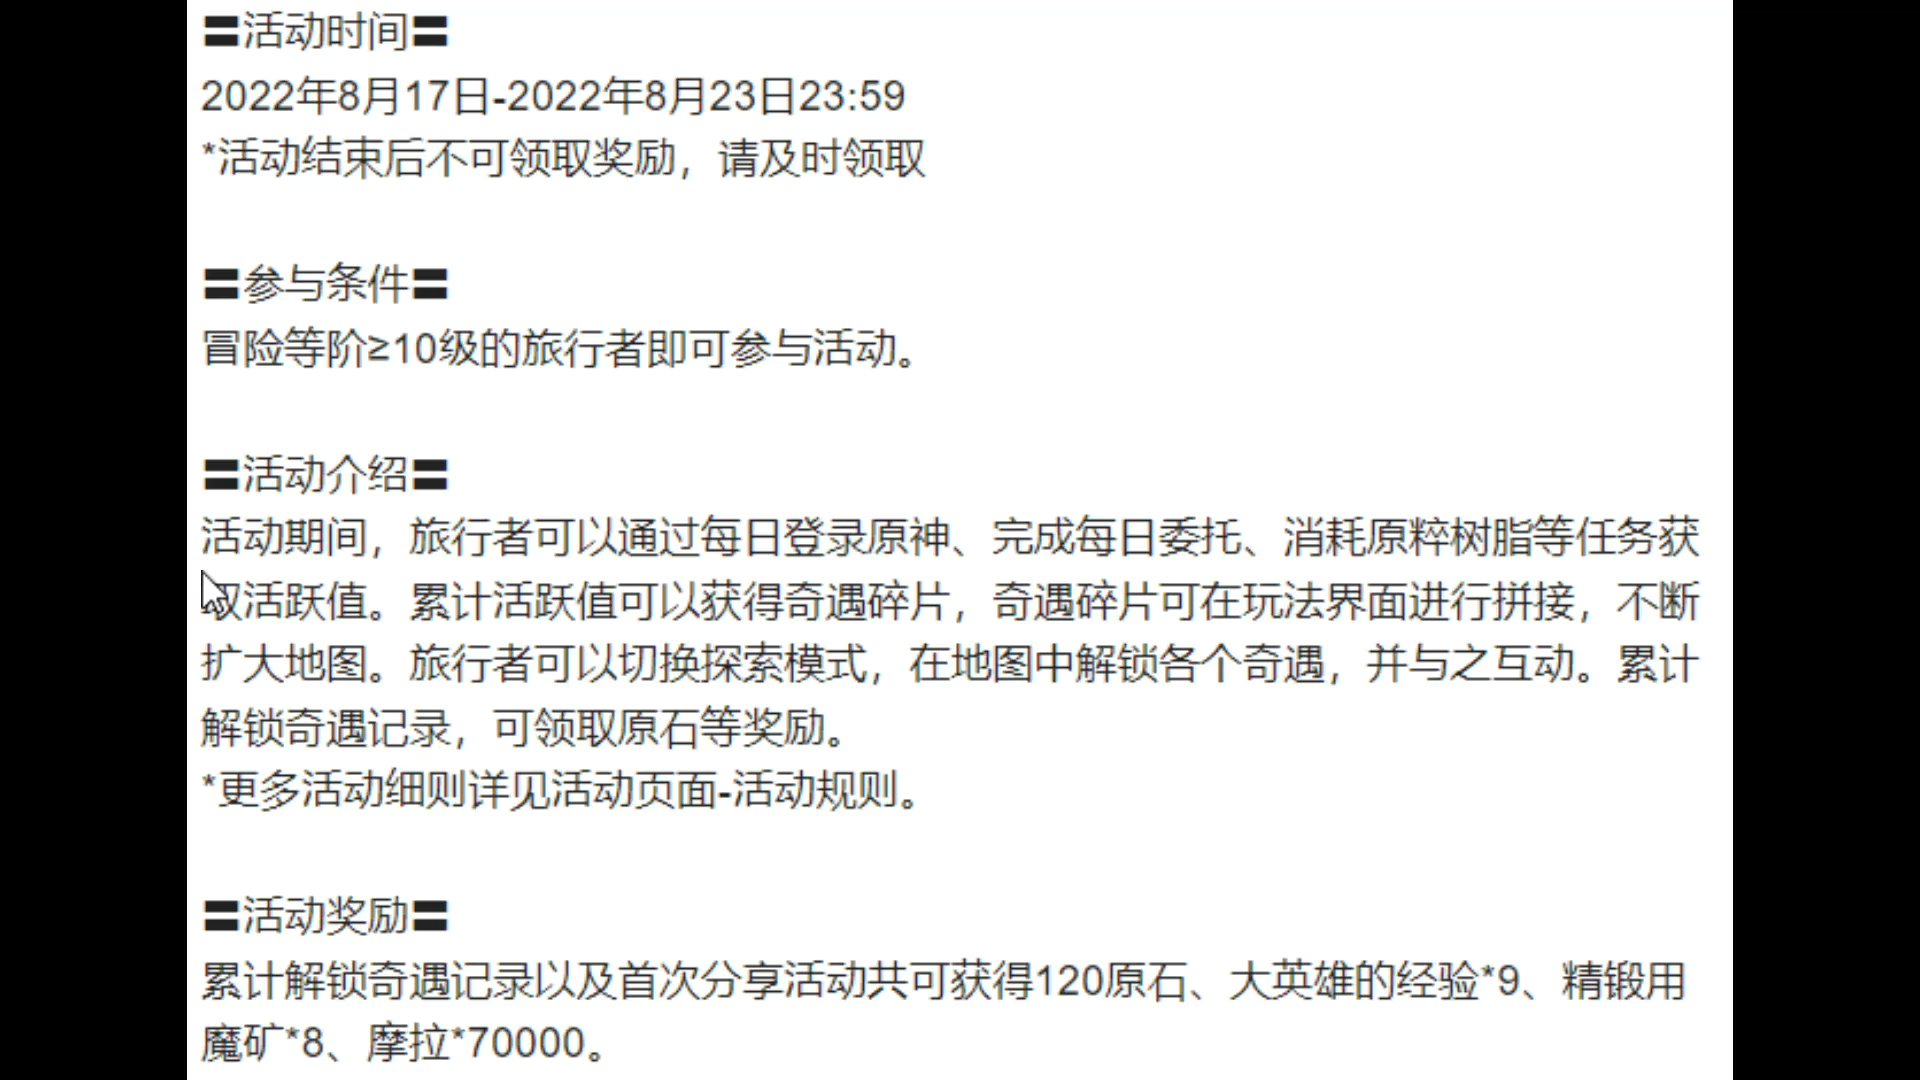 〓活动时间〓
2022年8月17日-2022年8月23日23:59
*活动结束后不可领取奖励，请及时领取
〓参与条件〓
冒险等阶≥10级的旅行者即可参与活动。
〓活动介绍〓
活动期间，旅行者可以通过每日登录原神、完成每日委托、消耗原粹树脂等任务获
取活跃值。累计活跃值可以获得奇遇碎片，奇遇碎片可在玩法界面进行拼接，不断
扩大地图。旅行者可以切换探索模式，在地图中解锁各个奇遇，并与之互动。累计
解锁奇遇记录，可领取原石等奖励。
*更多活动细则详见活动页面-活动规则。
〓活动奖励〓
累计解锁奇遇记录以及首次分享活动共可获得120原石、大英雄的经验*9、精锻用
魔矿*8、摩拉*70000。